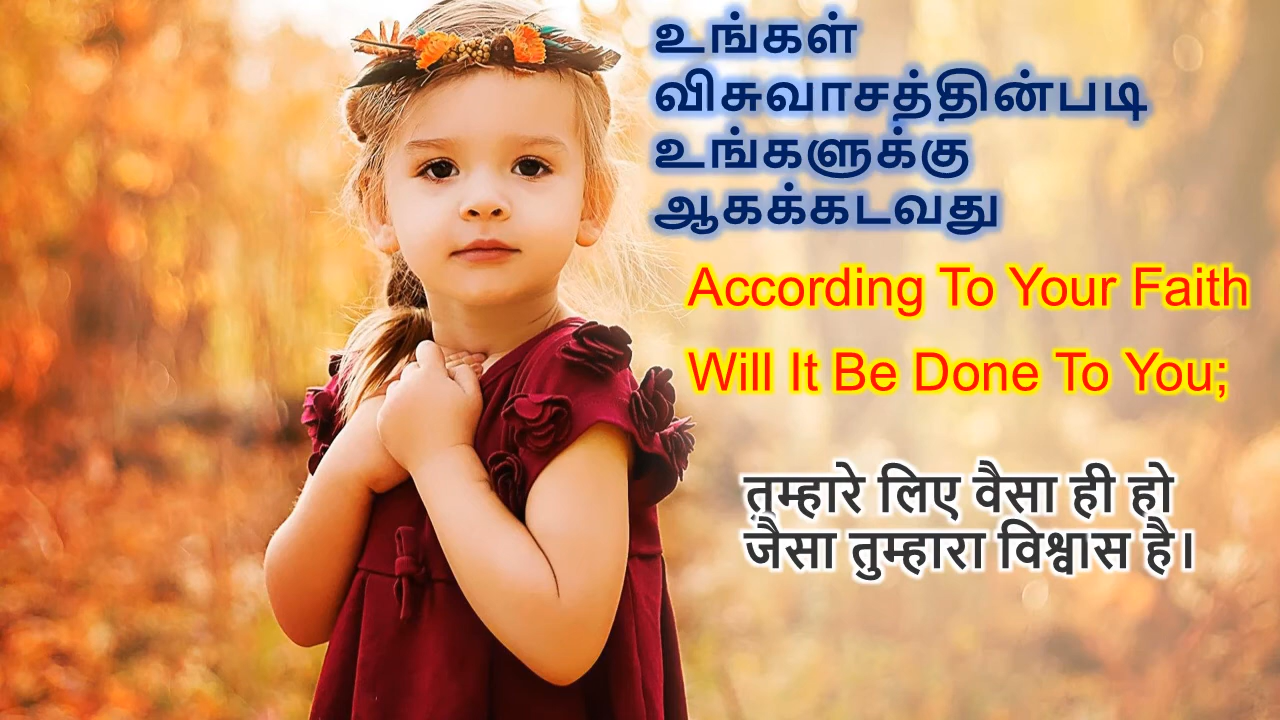 உங்கள்
விசுவாசத்தின்படி
உங்களுக்கு
ஆகக்கடவது
According To Your Faith
Will It Be Done To You;
तुम्हारे लिए वैसा ही हो
जैसा तुम्हारा विश्वास है।